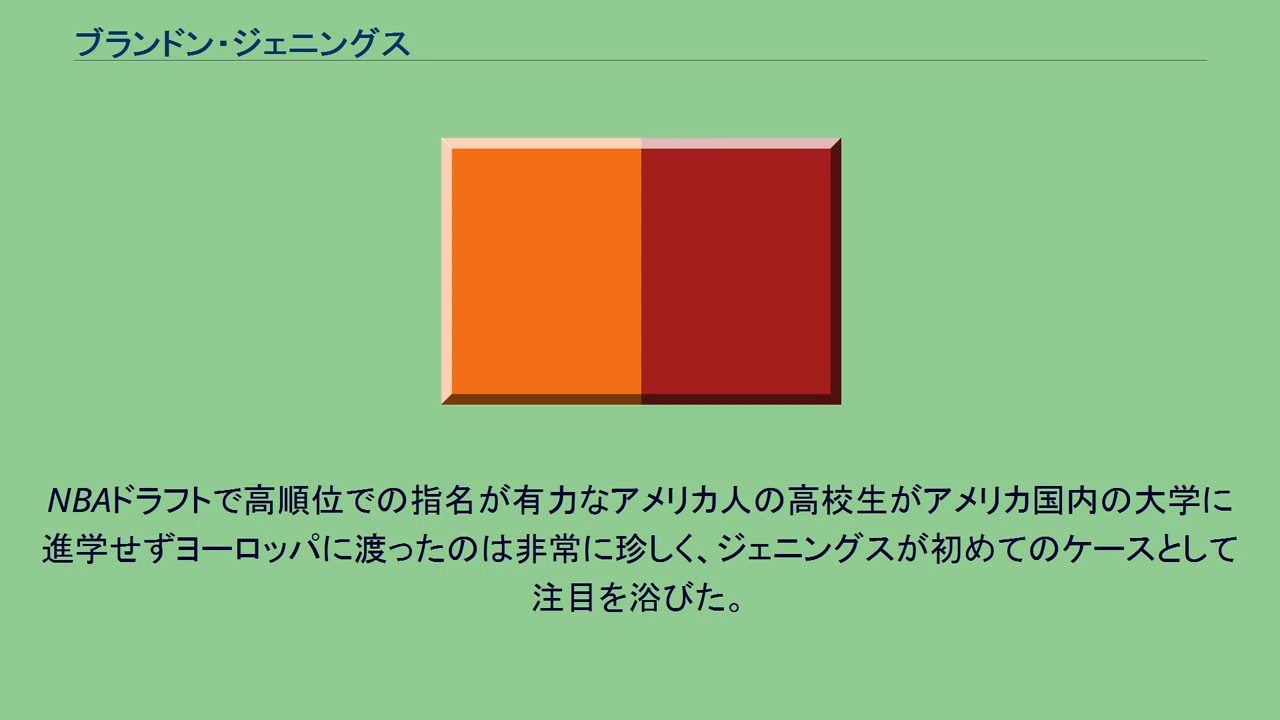 ブランドン・ジェニングス
NBAドラフトで高順位での指名が有力なアメリカ人の高校生がアメリカ国内の大学に
進学せずヨーロッパに渡ったのは非常に珍しく、ジェニングスが初めてのケースとして
注目を浴びた。